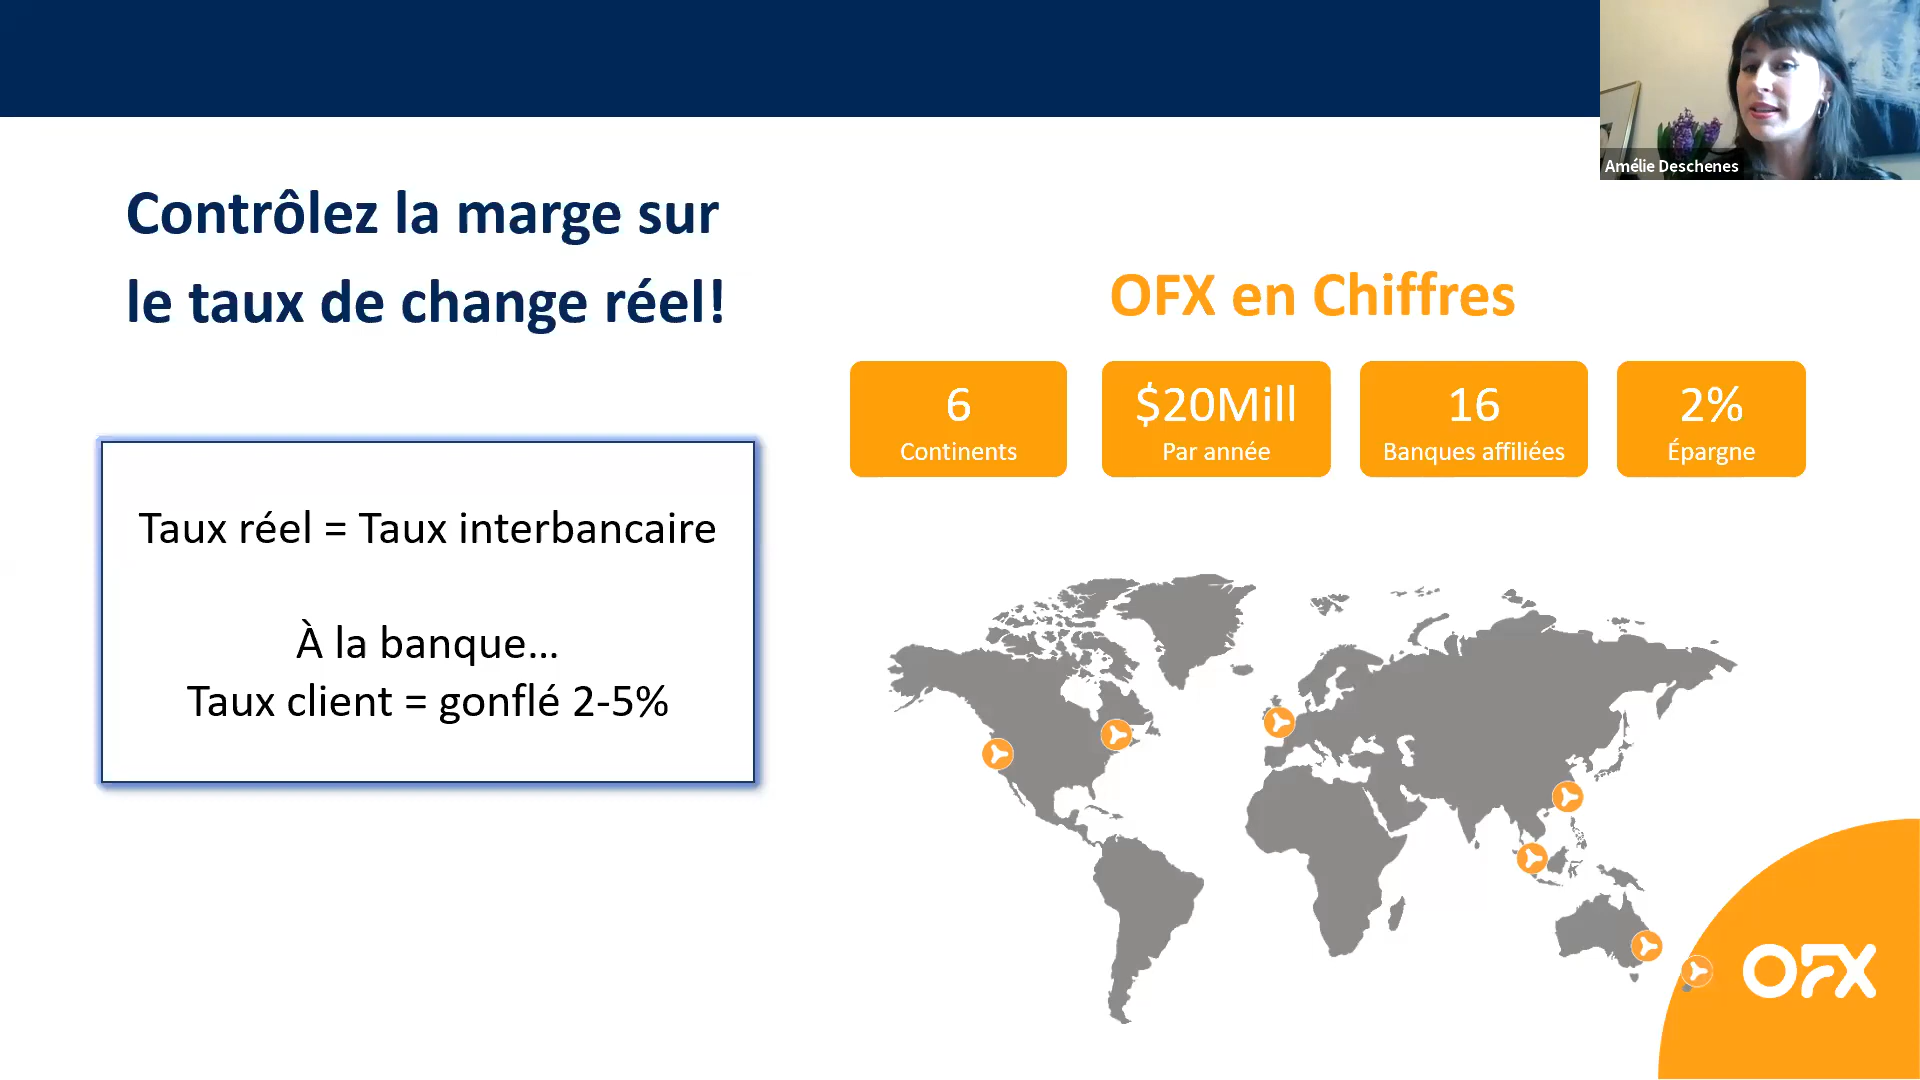 Amélie Deschenes
Contrôlez la marge sur
le taux de change réel!
Taux réel = Taux interbancaire
À la banque...
Taux client = gonflé 2-5%
OFX en Chiffres
6
Continents
$20Mill
Par année
16
Banques affiliées
2%
Épargne
OFX